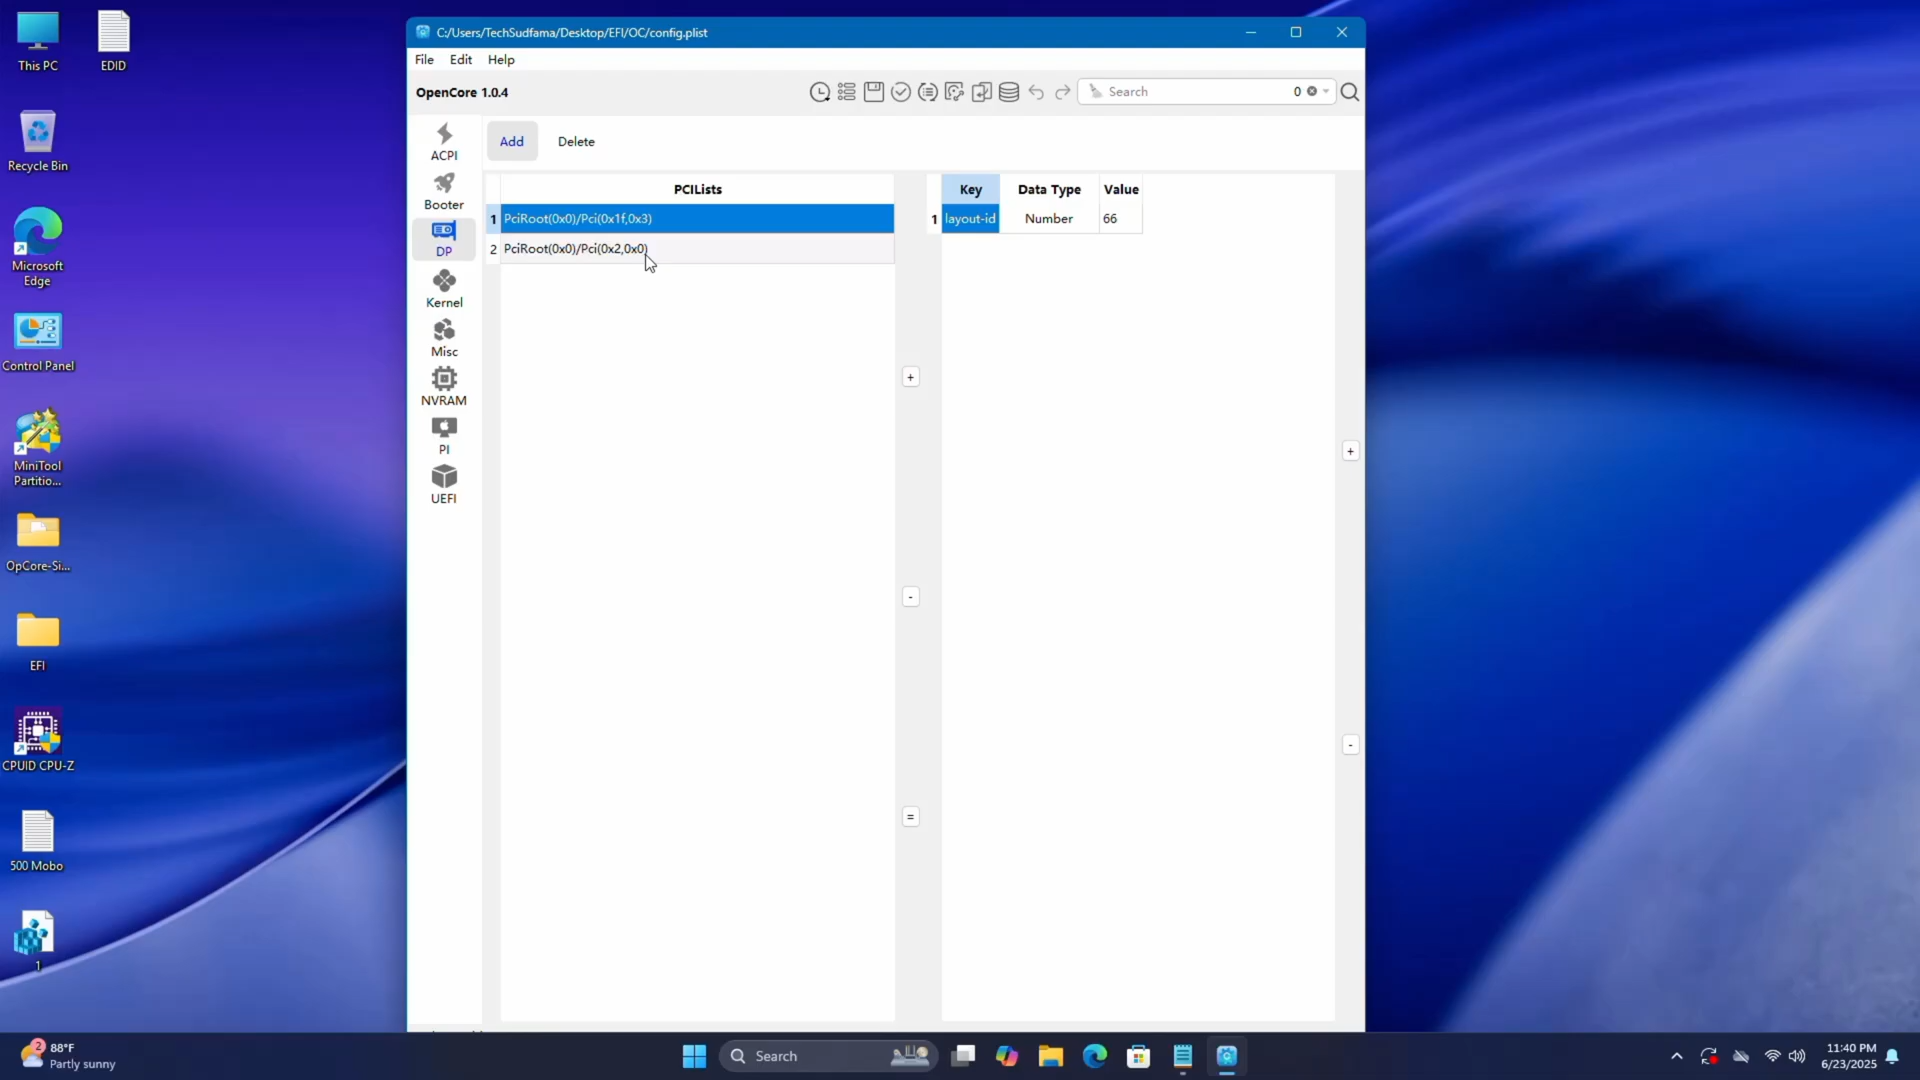 This PC
EDID
Recycle Bin
Microsoft
Edge
Control Panel
MiniTool
Partitio...
OpCore-Si...
EFI
CPUID CPU-Z
500 Mobo
1
C:/Users/TechSudfama/Desktop/EFI/OC/config.plist
File Edit Help
OpenCore 1.0.4
Search
0
ACPI
Booter
DP
Kernel
Misc
NVRAM
PI
UEFI
Add Delete
PCILists
1 PciRoot(0x0)/Pci(0x1f,0x3)
2 PciRoot(0x0)/Pci(0x2,0x0)
+
-
=
Key Data Type Value
1 layout-id Number 66
+
-
2
88°F
Partly sunny
Search
11:40 PM
6/23/2025